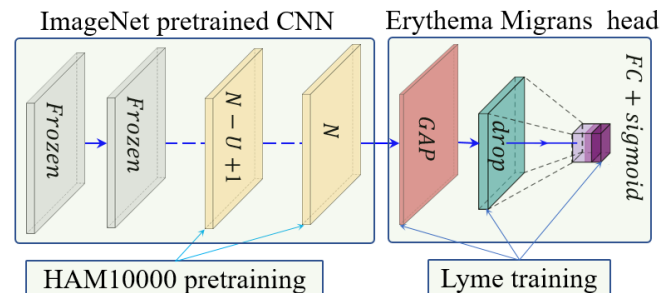 ImageNet pretrained CNN
Erythema Migrans head
Frozen
Frozen
N − U + 1
N
GAP
drop
FC + sigmoid
HAM10000 pretraining
Lyme training